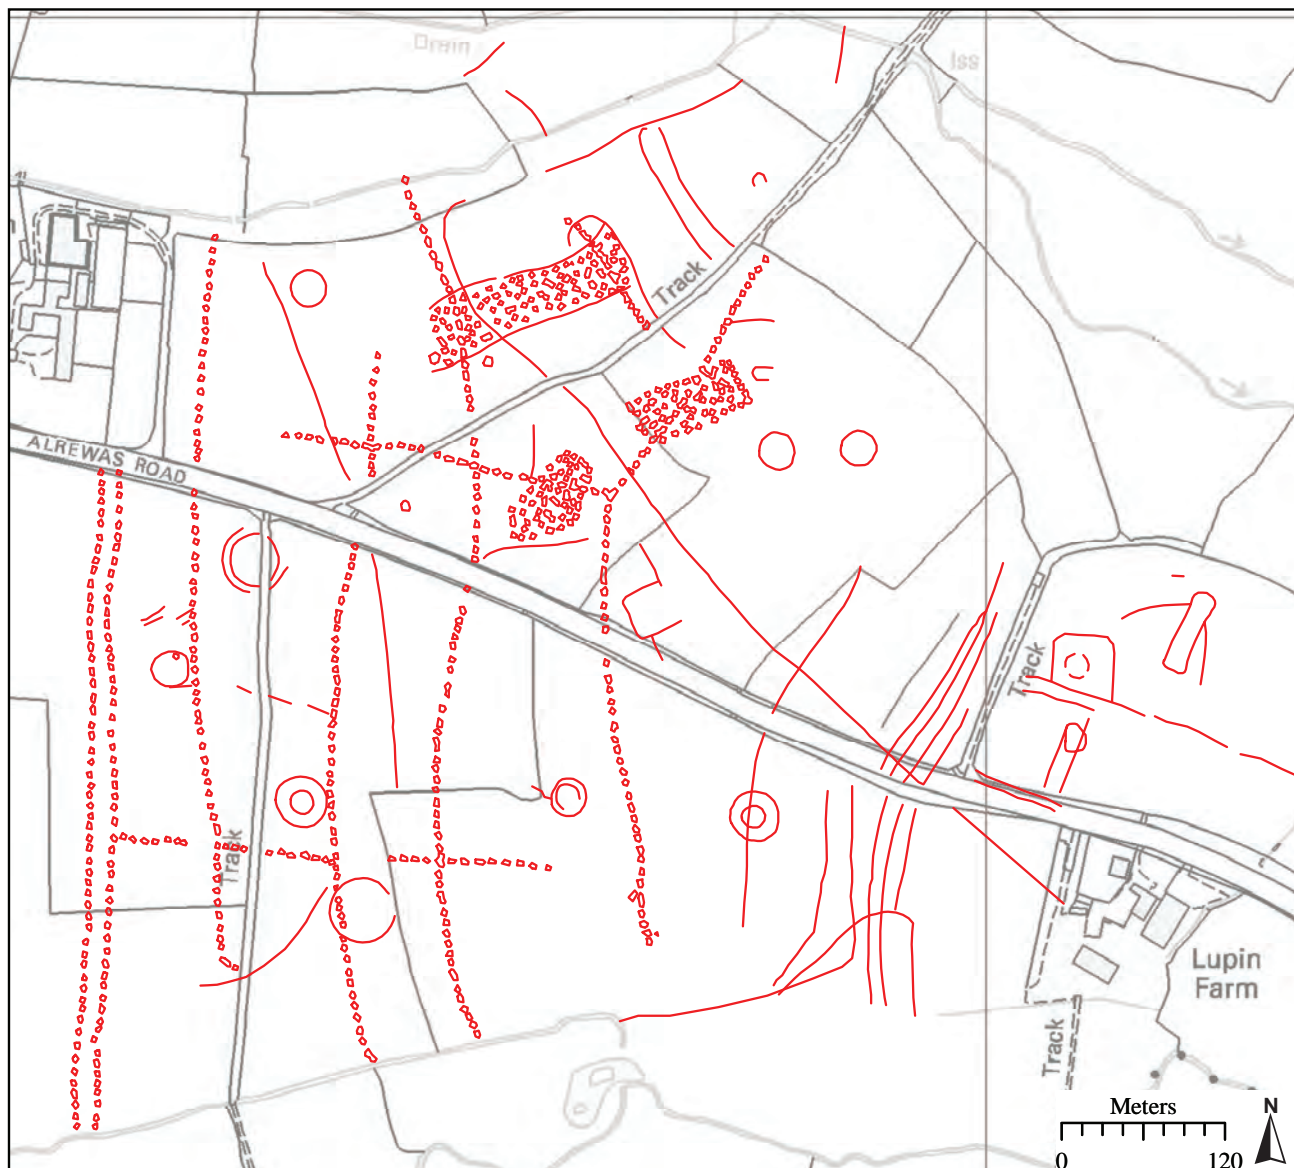 Drain
Iss
Track
ALREWAS ROAD
Track
Track
Lupin
Farm
Track
Meters
N
0 120